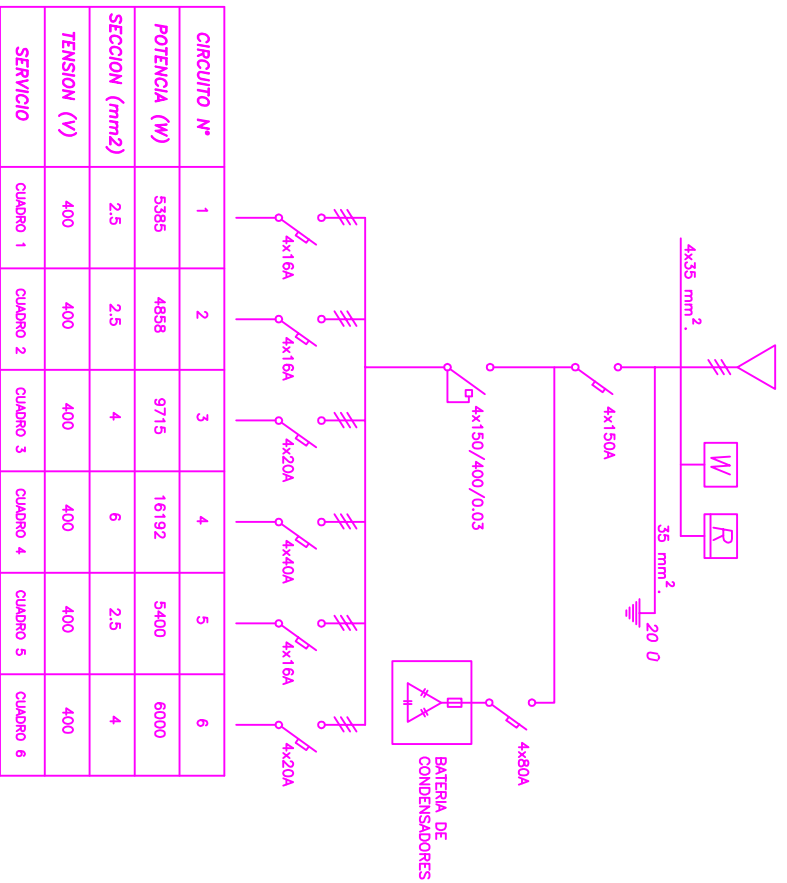 4x35 mm².
W
R
35 mm².
20 0
4x150A
4x80A
BATERIA DE
CONDENSADORES
4x150/400/0.03
4x16A
4x16A
4x20A
4x40A
4x16A
4x20A
CIRCUITO Nº 1 2 3 4 5 6
POTENCIA (W) 5385 4858 9715 16192 5400 6000
SECCION (mm2) 2.5 2.5 4 6 2.5 4
TENSION (V) 400 400 400 400 400 400
SERVICIO CUADRO 1 CUADRO 2 CUADRO 3 CUADRO 4 CUADRO 5 CUADRO 6